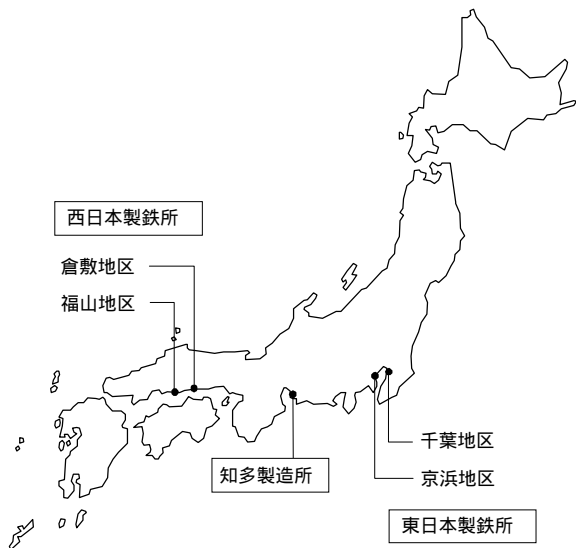 西日本製鉄所
倉敷地区
福山地区
千葉地区
知多製造所
京浜地区
東日本製鉄所